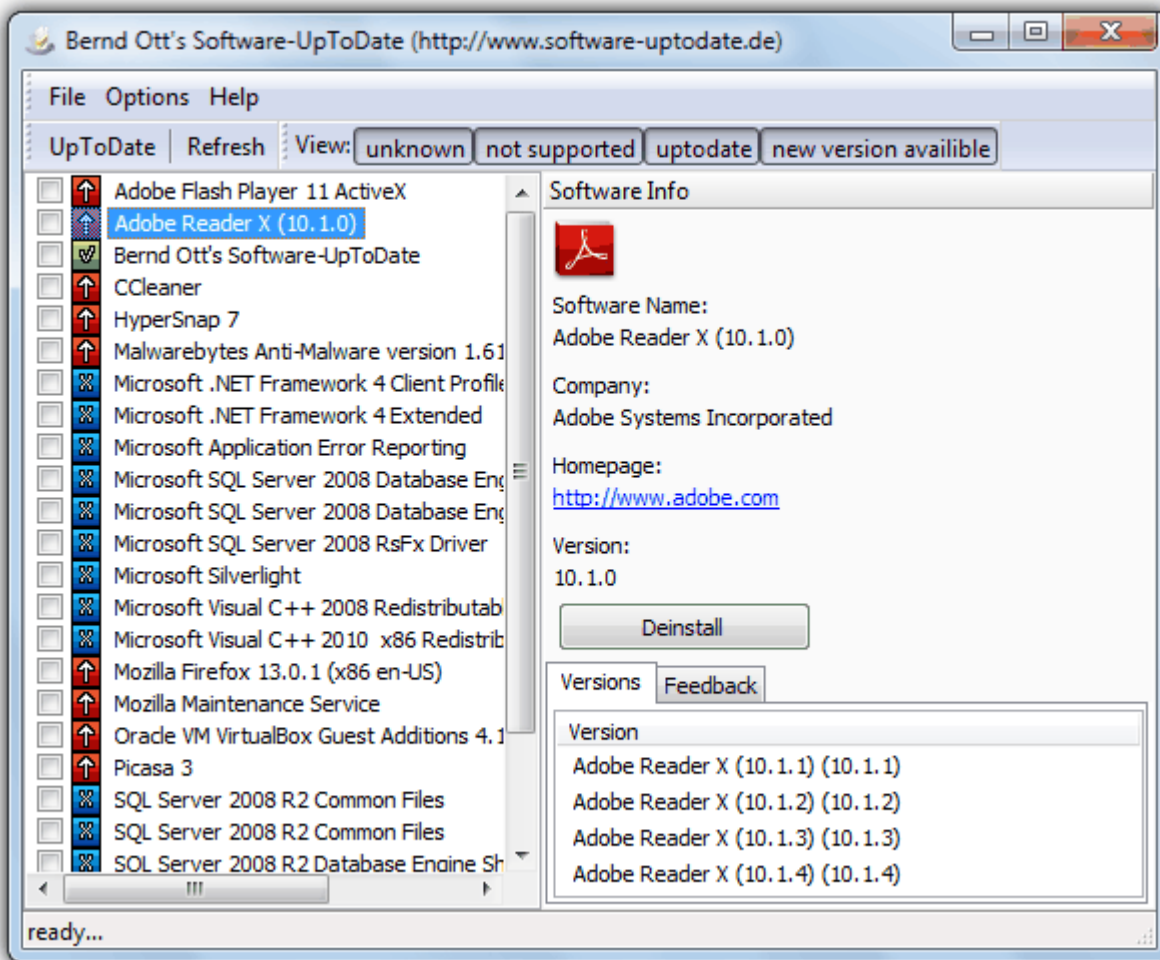 Bernd Ott's Software-UpToDate (http://www.software-uptodate.de)
File Options Help
UpToDate Refresh View: unknown not supported uptodate new version availible
Adobe Flash Player 11 ActiveX
Adobe Reader X (10.1.0)
Bernd Ott's Software-UpToDate
CCleaner
HyperSnap 7
Malwarebytes Anti-Malware version 1.61
Microsoft .NET Framework 4 Client Profile
Microsoft .NET Framework 4 Extended
Microsoft Application Error Reporting
Microsoft SQL Server 2008 Database Eng
Microsoft SQL Server 2008 Database Eng
Microsoft SQL Server 2008 RsFx Driver
Microsoft Silverlight
Microsoft Visual C++ 2008 Redistributab
Microsoft Visual C++ 2010 x86 Redistrib
Mozilla Firefox 13.0.1 (x86 en-US)
Mozilla Maintenance Service
Oracle VM VirtualBox Guest Additions 4.1
Picasa 3
SQL Server 2008 R2 Common Files
SQL Server 2008 R2 Common Files
SQL Server 2008 R2 Database Engine Sh
Software Info
Software Name:
Adobe Reader X (10.1.0)
Company:
Adobe Systems Incorporated
Homepage:
http://www.adobe.com
Version:
10.1.0
Deinstall
Versions Feedback
Version
Adobe Reader X (10.1.1) (10.1.1)
Adobe Reader X (10.1.2) (10.1.2)
Adobe Reader X (10.1.3) (10.1.3)
Adobe Reader X (10.1.4) (10.1.4)
ready...